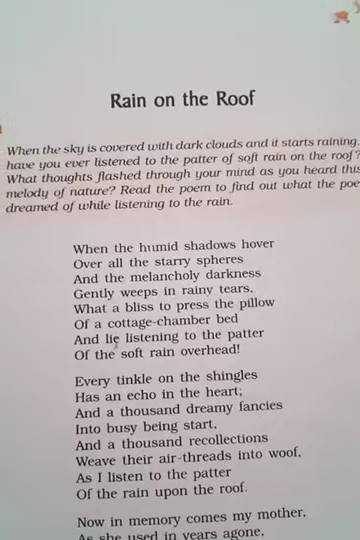 Rain on the Roof
When the sky is covered with dark clouds and it starts raining,
have you ever listened to the patter of soft rain on the roof?
What thoughts flashed through your mind as you heard this
melody of nature? Read the poem to find out what the poe
dreamed of while listening to the rain.
When the humid shadows hover
Over all the starry spheres
And the melancholy darkness
Gently weeps in rainy tears,
What a bliss to press the pillow
Of a cottage-chamber bed
And lie listening to the patter
Of the soft rain overhead!
Every tinkle on the shingles
Has an echo in the heart;
And a thousand dreamy fancies
Into busy being start,
And a thousand recollections
Weave their air-threads into woof,
As I listen to the patter
Of the rain upon the roof.
Now in memory comes my mother,
As she used in years agone,